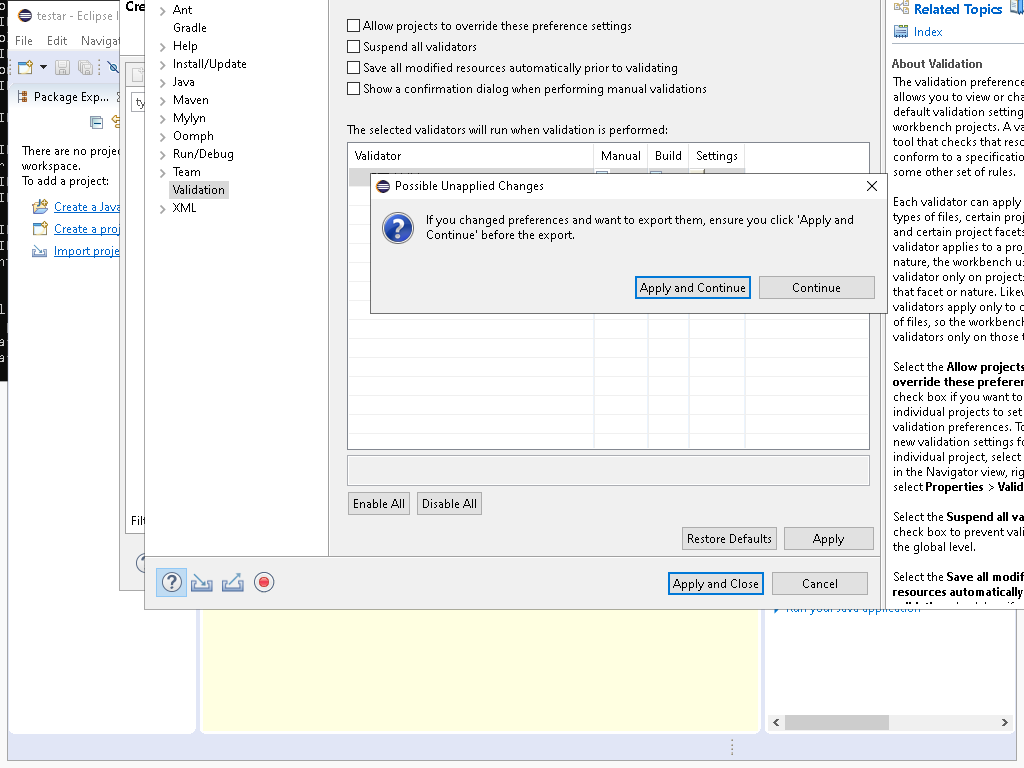 testar - Eclipse I
File Edit Navigat
Package Exp...
There are no proje
workspace.
To add a project:
Create a Java
Create a proj
Import proje
Cre
ty
Filt
Ant
Gradle
Help
Install/Update
Java
Maven
Mylyn
Oomph
Run/Debug
Team
Validation
XML
Allow projects to override these preference settings
Suspend all validators
Save all modified resources automatically prior to validating
Show a confirmation dialog when performing manual validations
The selected validators will run when validation is performed:
Validator Manual Build Settings
Possible Unapplied Changes
If you changed preferences and want to export them, ensure you click 'Apply and
Continue' before the export.
Apply and Continue Continue
Enable All Disable All
Restore Defaults Apply
Apply and Close Cancel
Related Topics
Index
About Validation
The validation preference
allows you to view or cha
default validation setting
workbench projects. A va
tool that checks that reso
conform to a specificatio
some other set of rules.
Each validator can apply
types of files, certain proj
and certain project facets
validator applies to a proj
nature, the workbench us
validator only on projects
that facet or nature. Likev
validators apply only to c
of files, so the workbench
validators only on those t
Select the Allow projects
override these preferen
check box if you want to
individual projects to set
validation preferences. To
new validation settings fo
individual project, select
in the Navigator view, rig
select Properties > Valid
Select the Suspend all va
check box to prevent vali
the global level.
Select the Save all modif
resources automatically
Run your Java application